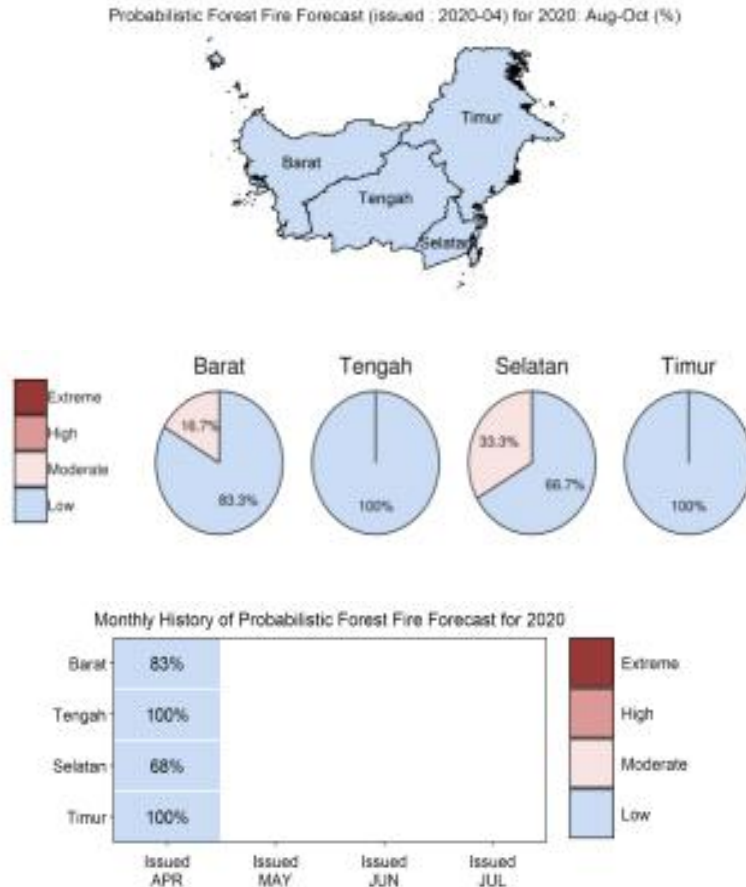 Probabilistic Forest Fire Forecast (issued : 2020-04) for 2020: Aug-Oct (%)
Timur
Barat
Tengah
Selatan
Barat
Tengah
Selatan
Timur
Extreme
High
Moderate
Low
16.7%
83.3%
100%
33.3%
66.7%
100%
Monthly History of Probabilistic Forest Fire Forecast for 2020
Barat
83%
Tengah
100%
Selatan
68%
Timur
100%
Issued
APR
Issued
MAY
Issued
JUN
Issued
JUL
Extreme
High
Moderate
Low